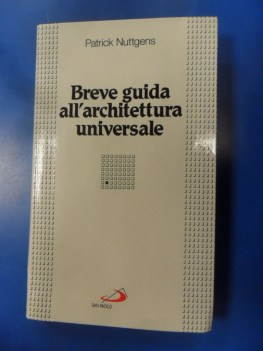 Patrick Nuttgens
Breve guida
all'architettura
universale
SAN PAOLO